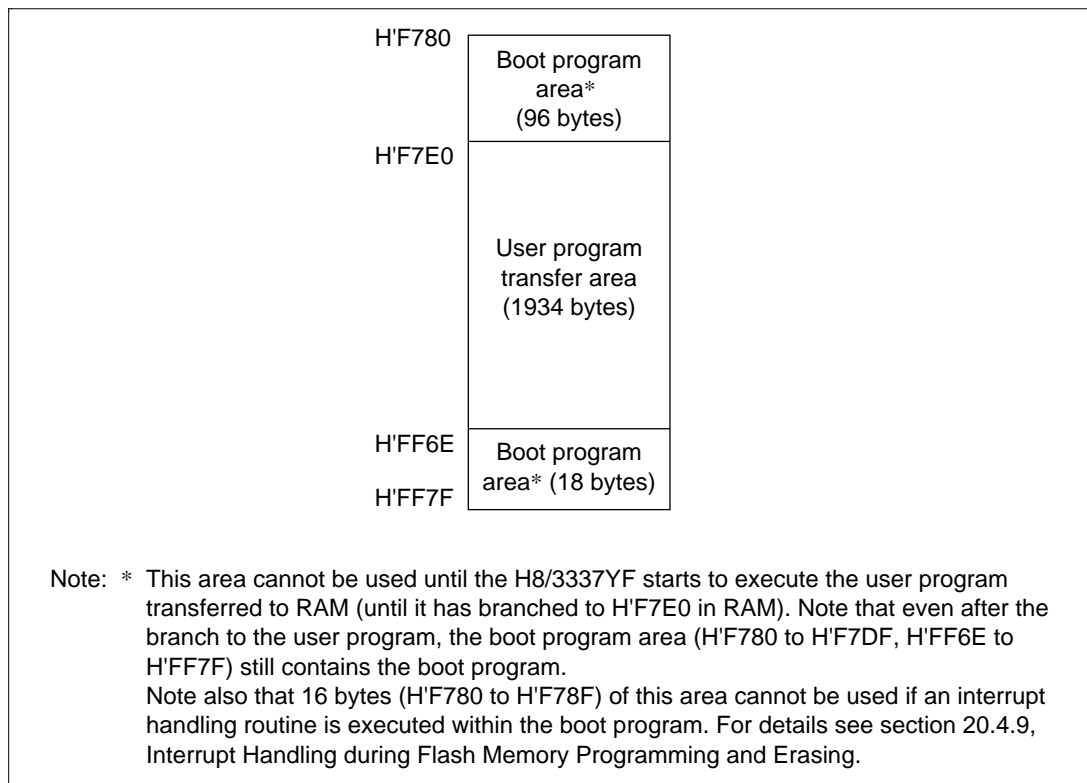 H'F780
Boot program
area*
(96 bytes)
H'F7E0
User program
transfer area
(1934 bytes)
H'FF6E
Boot program
area* (18 bytes)
H'FF7F
Note: * This area cannot be used until the H8/3337YF starts to execute the user program
transferred to RAM (until it has branched to H'F7E0 in RAM). Note that even after the
branch to the user program, the boot program area (H'F780 to H'F7DF, H'FF6E to
H'FF7F) still contains the boot program.
Note also that 16 bytes (H'F780 to H'F78F) of this area cannot be used if an interrupt
handling routine is executed within the boot program. For details see section 20.4.9,
Interrupt Handling during Flash Memory Programming and Erasing.